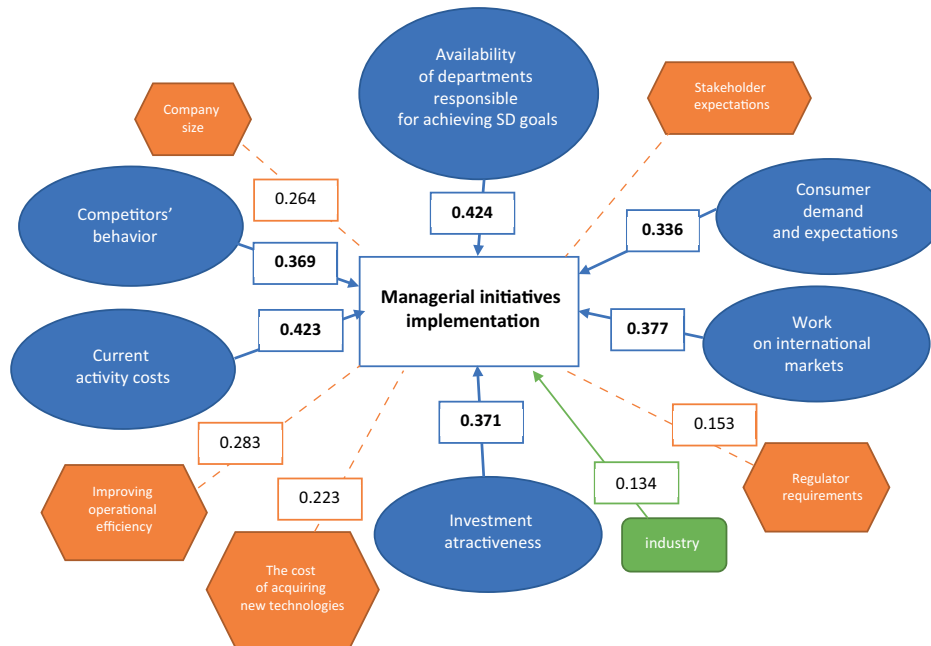 Availability
of departments
responsible
for achieving SD goals
Company
size
Stakeholder
expectations
0.264
0.424
Competitors'
behavior
Consumer
demand
and expectations
0.336
0.369
Managerial initiatives
implementation
0.423
0.377
Current
activity costs
Work
on international
markets
0.371
0.153
0.283
0.223
0.134
Improving
operational
efficiency
Investment
atractiveness
industry
Regulator
requirements
The cost
of acquiring
new technologies